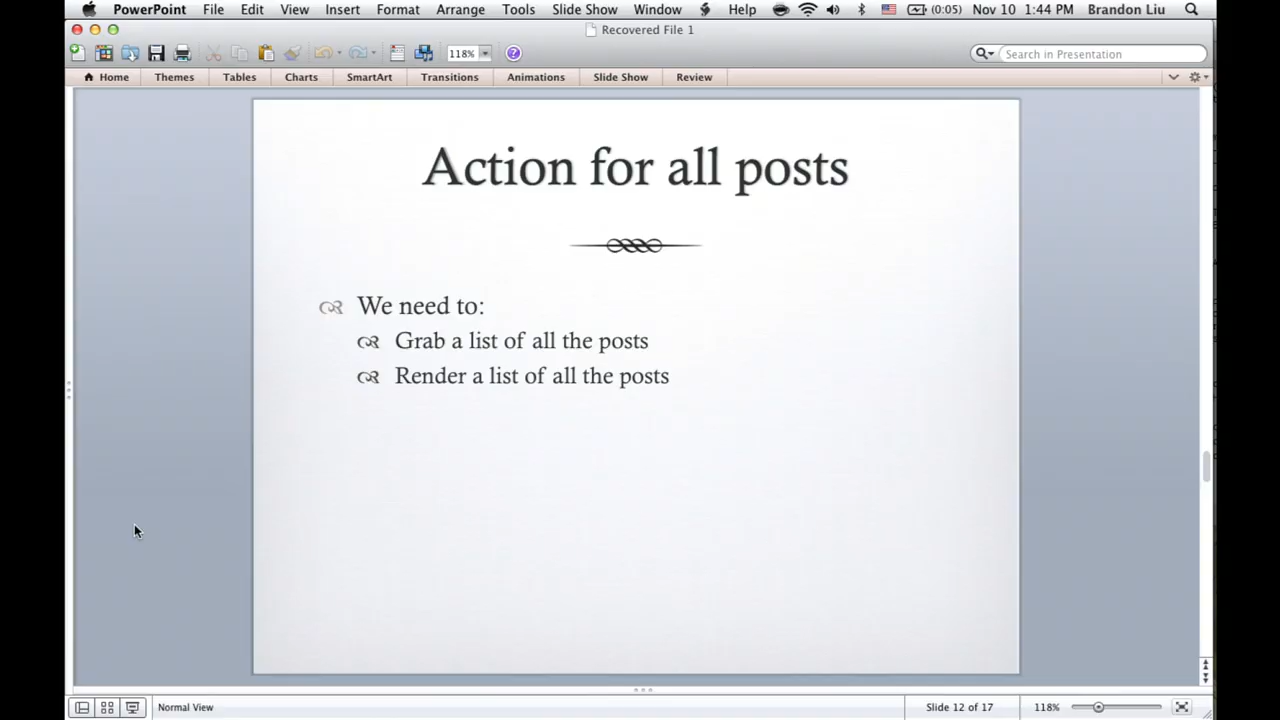 PowerPoint File Edit View Insert Format Arrange Tools Slide Show Window Help (0:05) Nov 10 1:44 PM Brandon Liu
Recovered File 1
118% Search in Presentation
Home Themes Tables Charts SmartArt Transitions Animations Slide Show Review
Action for all posts
We need to:
Grab a list of all the posts
Render a list of all the posts
Normal View Slide 12 of 17 118%